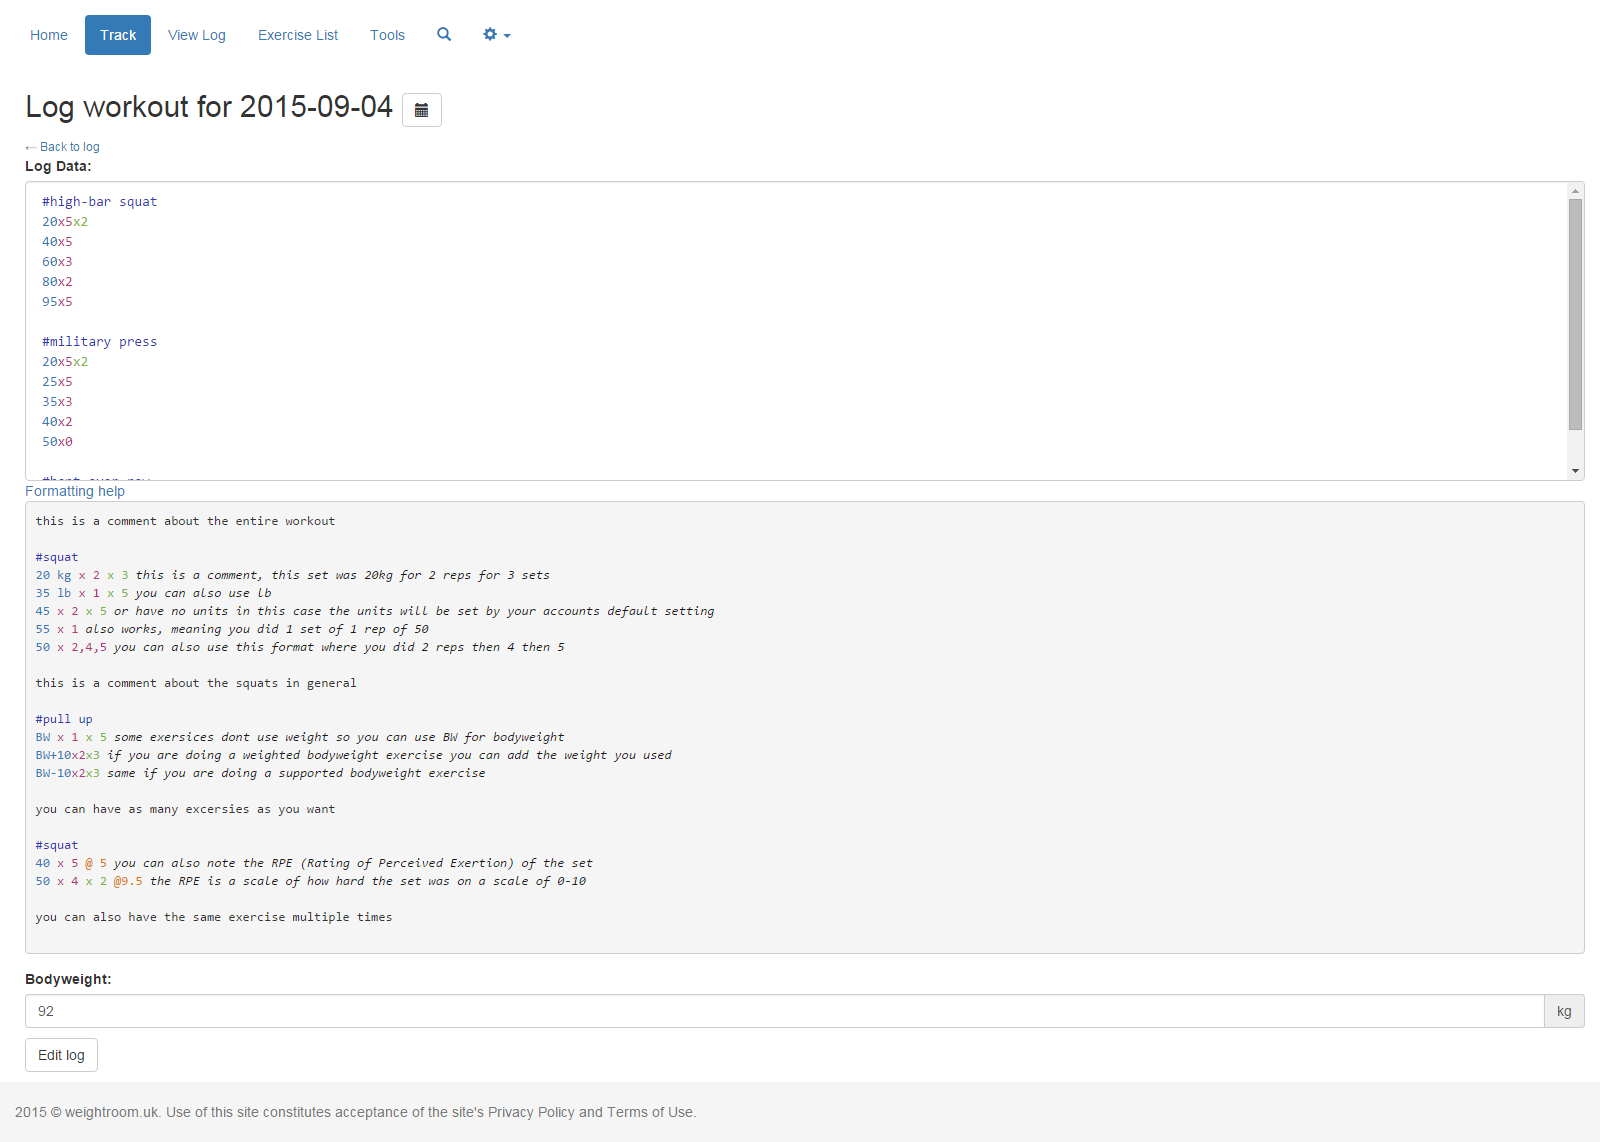 Home Track View Log Exercise List Tools
Log workout for 2015-09-04
← Back to log
Log Data:
#high-bar squat
20x5x2
40x5
60x3
80x2
95x5
#military press
20x5x2
25x5
35x3
40x2
50x0
Formatting help
this is a comment about the entire workout
#squat
20 kg x 2 x 3 this is a comment, this set was 20kg for 2 reps for 3 sets
35 lb x 1 x 5 you can also use lb
45 x 2 x 5 or have no units in this case the units will be set by your accounts default setting
55 x 1 also works, meaning you did 1 set of 1 rep of 50
50 x 2,4,5 you can also use this format where you did 2 reps then 4 then 5
this is a comment about the squats in general
#pull up
BW x 1 x 5 some exersices dont use weight so you can use BW for bodyweight
BW+10x2x3 if you are doing a weighted bodyweight exercise you can add the weight you used
BW-10x2x3 same if you are doing a supported bodyweight exercise
you can have as many excersies as you want
#squat
40 x 5 @ 5 you can also note the RPE (Rating of Perceived Exertion) of the set
50 x 4 x 2 @9.5 the RPE is a scale of how hard the set was on a scale of 0-10
you can also have the same exercise multiple times
Bodyweight:
92 kg
Edit log
2015 © weightroom.uk. Use of this site constitutes acceptance of the site's Privacy Policy and Terms of Use.